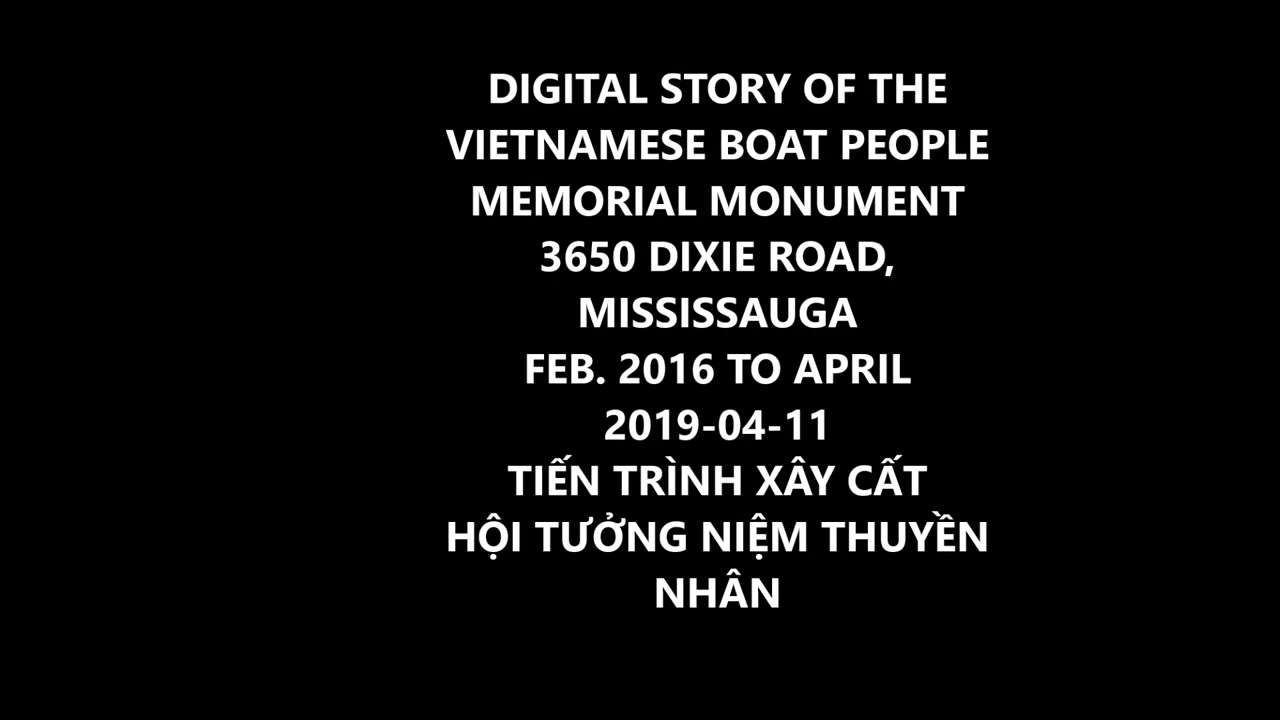 DIGITAL STORY OF THE
VIETNAMESE BOAT PEOPLE
MEMORIAL MONUMENT
3650 DIXIE ROAD,
MISSISSAUGA
FEB. 2016 TO APRIL
2019-04-11
TIẾN TRÌNH XÂY CẤT
HỘI TƯỞNG NIỆM THUYỀN
NHÂN